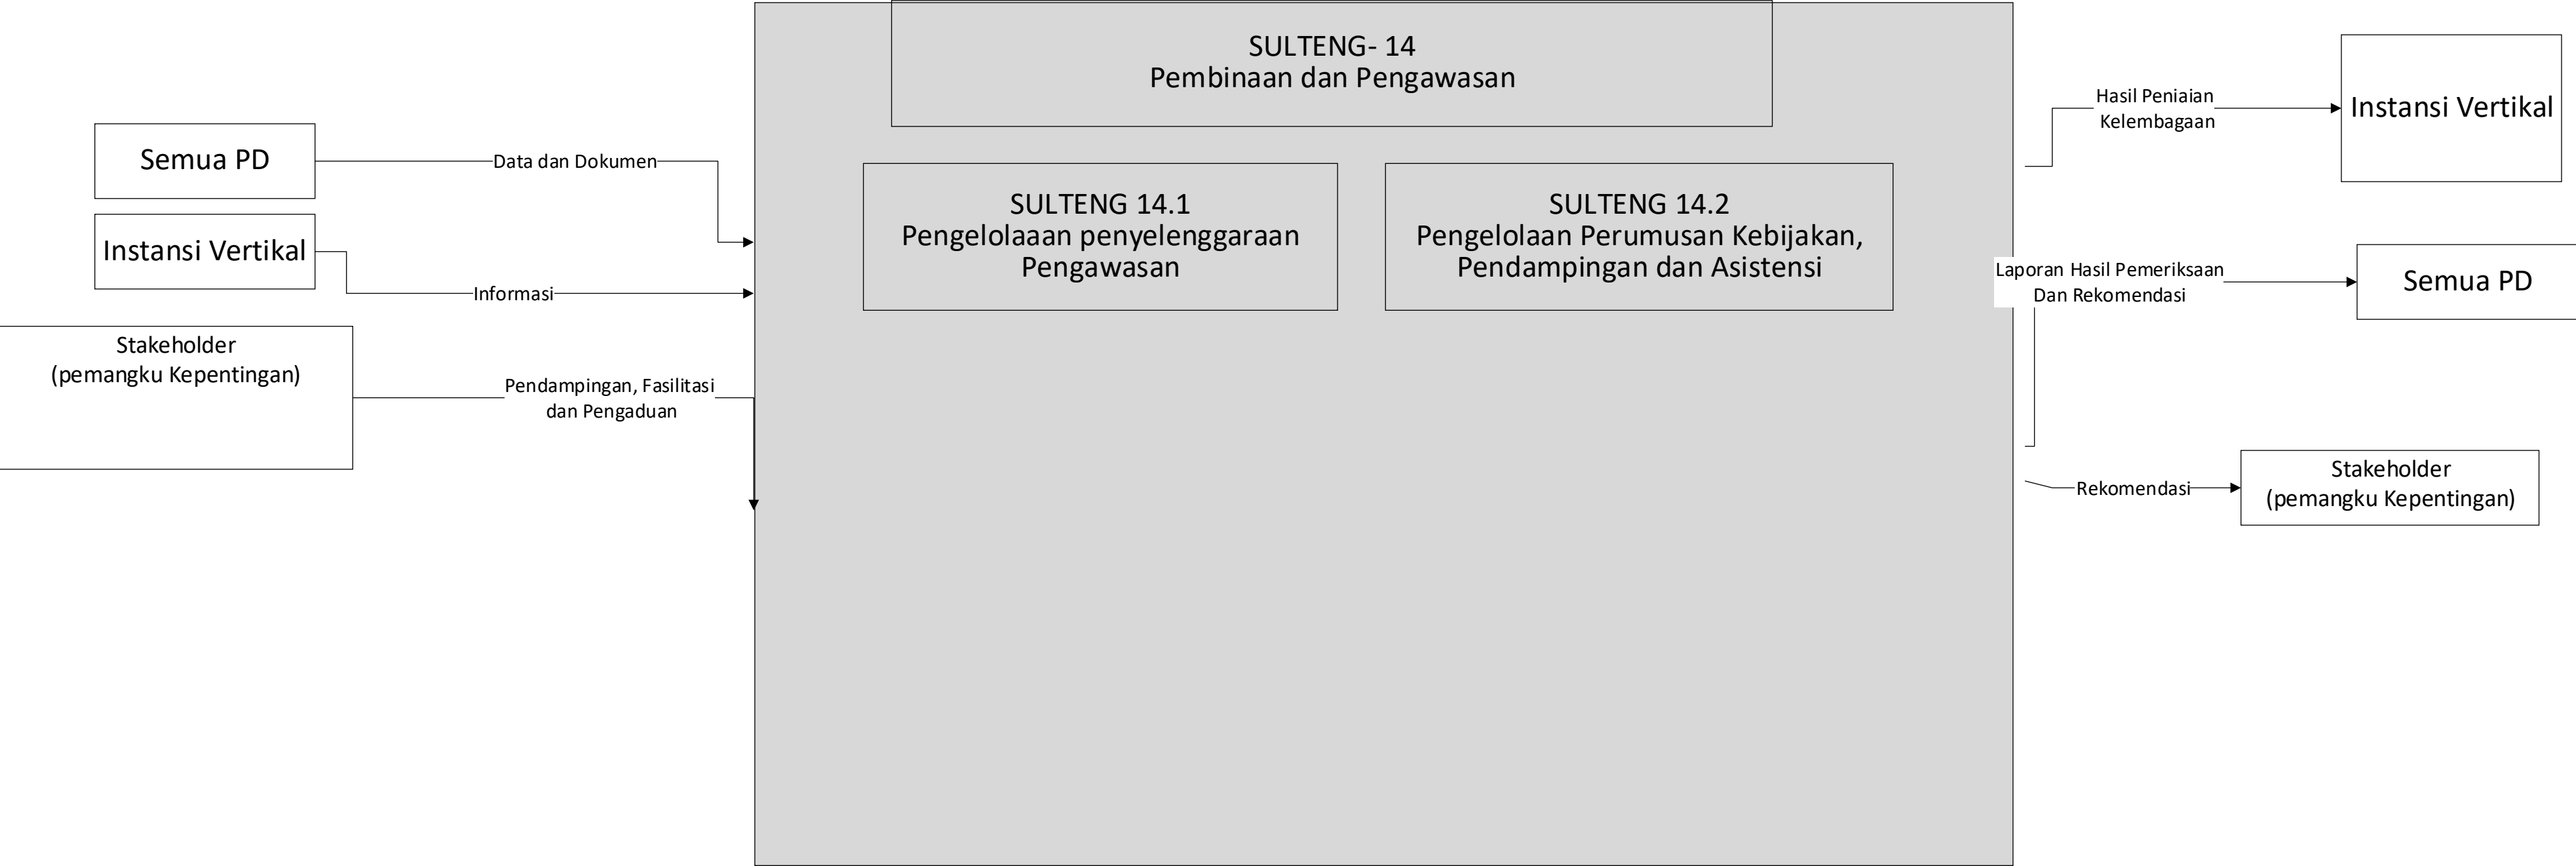 SULTENG- 14
Pembinaan dan Pengawasan
Semua PD
Data dan Dokumen
Instansi Vertikal
Informasi
Stakeholder
(pemangku Kepentingan)
Pendampingan, Fasilitasi
dan Pengaduan
SULTENG 14.1
Pengelolaaan penyelenggaraan
Pengawasan
SULTENG 14.2
Pengelolaan Perumusan Kebijakan,
Pendampingan dan Asistensi
Hasil Peniaian
Kelembagaan
Instansi Vertikal
Laporan Hasil Pemeriksaan
Dan Rekomendasi
Semua PD
Rekomendasi
Stakeholder
(pemangku Kepentingan)